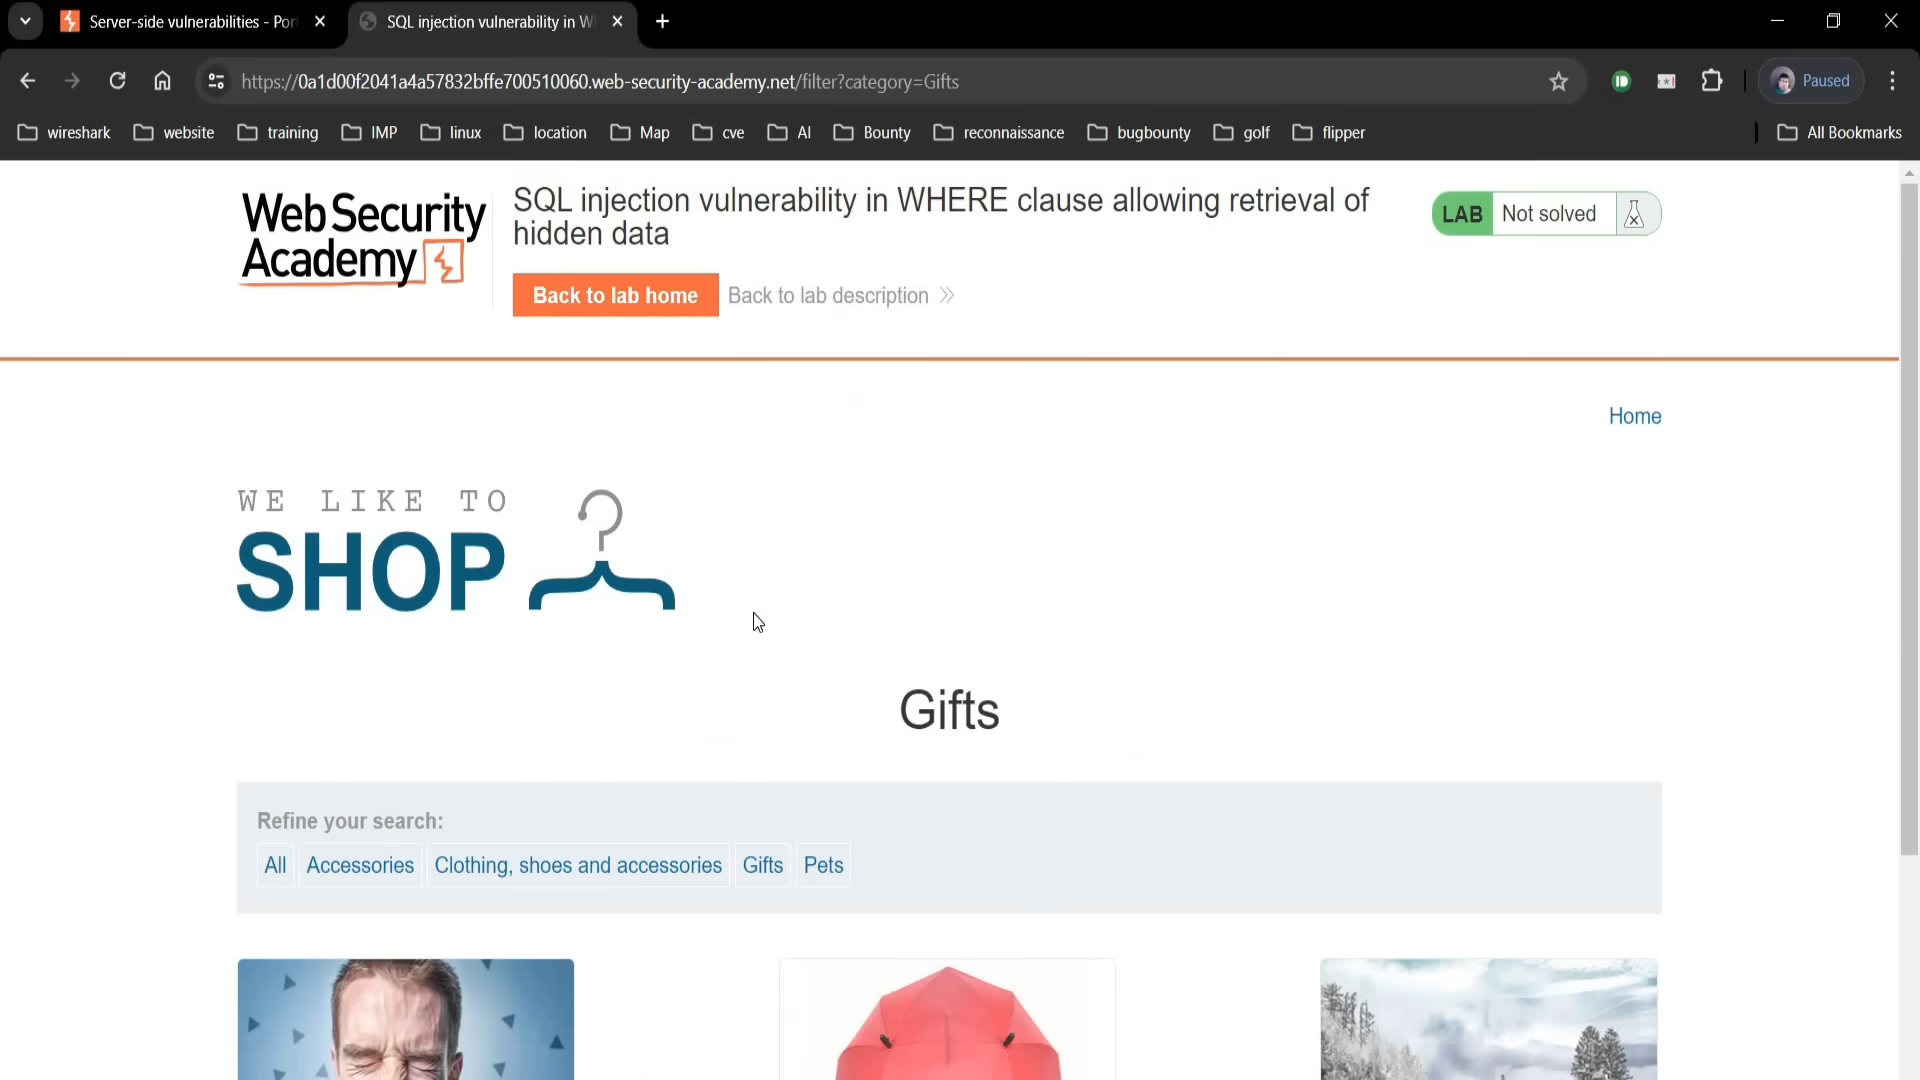 Server-side vulnerabilities - Por
SQL injection vulnerability in W
https://0a1d00f2041a4a57832bffe700510060.web-security-academy.net/filter?category=Gifts
Paused
wireshark
website
training
IMP
linux
location
Map
cve
AI
Bounty
reconnaissance
bugbounty
golf
flipper
All Bookmarks
Web Security
Academy
SQL injection vulnerability in WHERE clause allowing retrieval of
hidden data
LAB Not solved
Back to lab home
Back to lab description
Home
WE LIKE TO
SHOP
Gifts
Refine your search:
All
Accessories
Clothing, shoes and accessories
Gifts
Pets